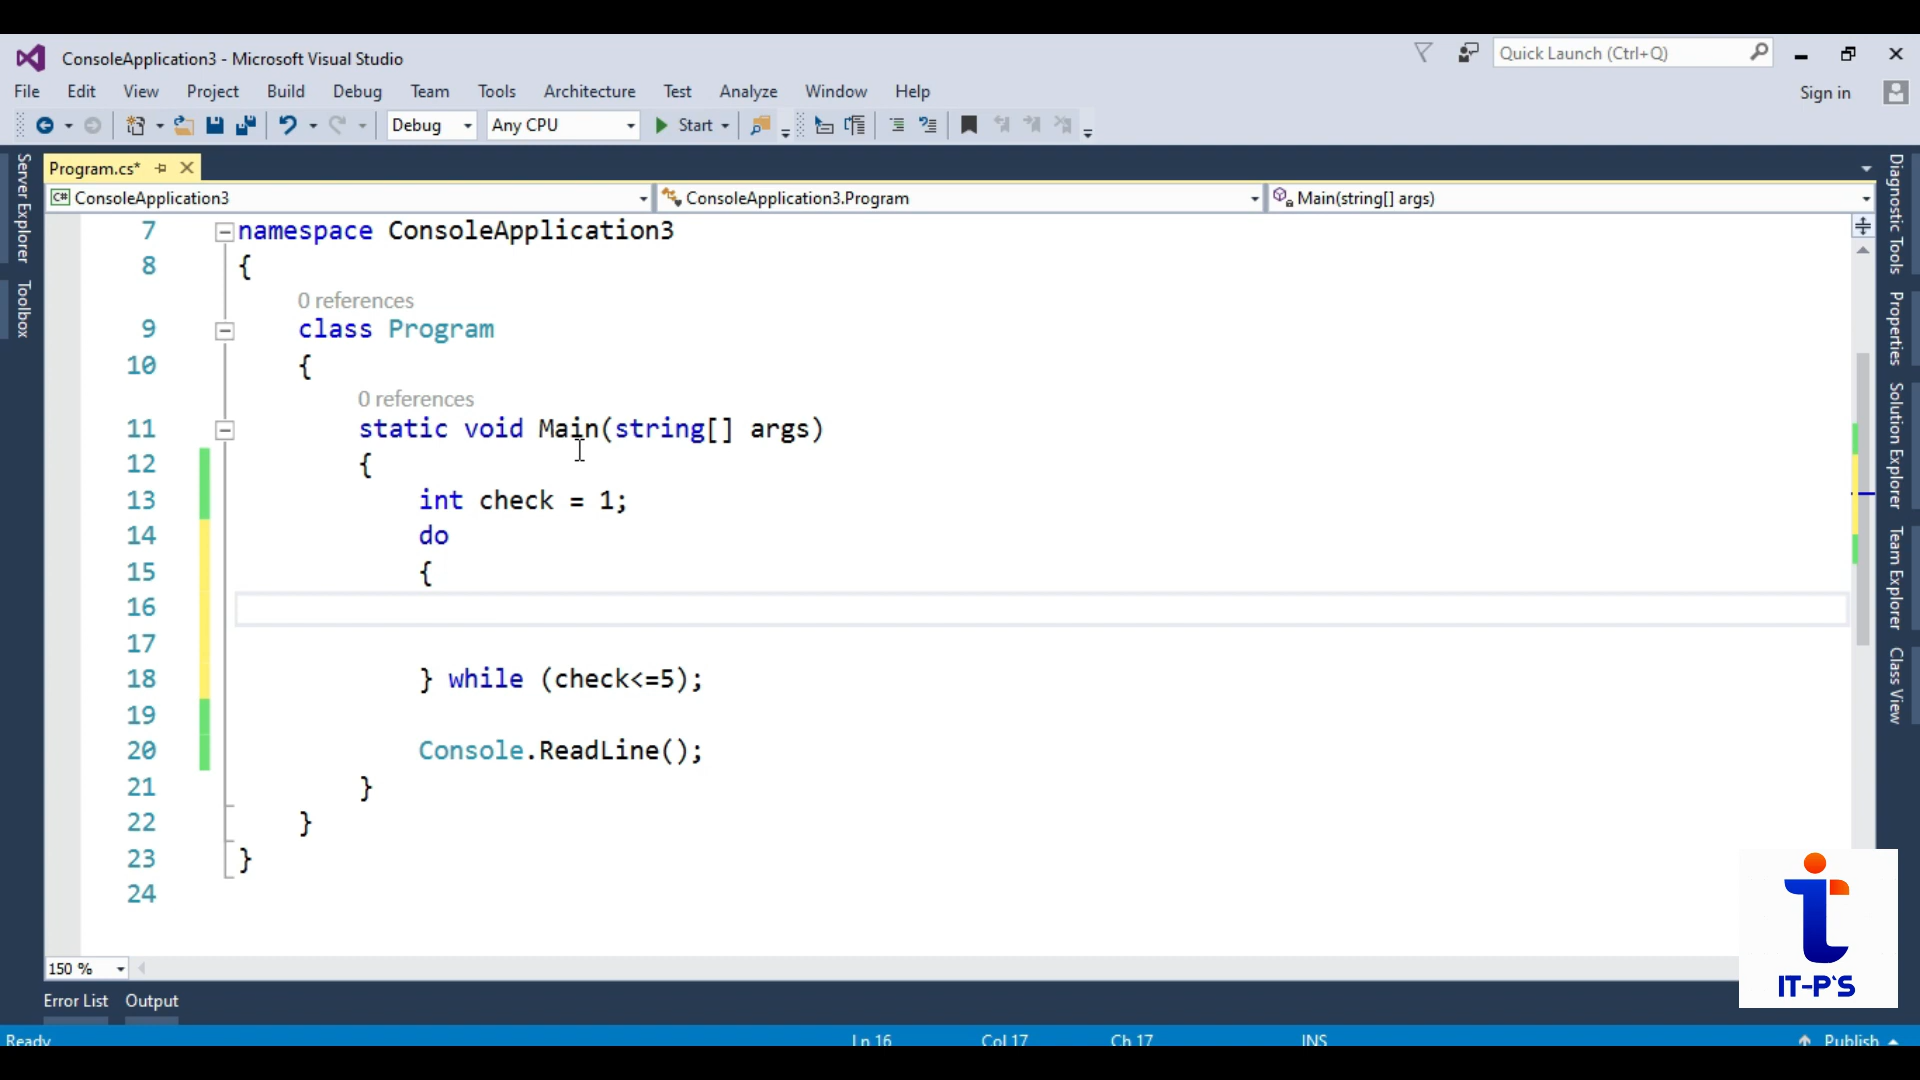 ConsoleApplication3 - Microsoft Visual Studio
Quick Launch (Ctrl+Q)
File Edit View Project Build Debug Team Tools Architecture Test Analyze Window Help
Sign in
Debug Any CPU Start
Program.cs*
ConsoleApplication3 ConsoleApplication3.Program Main(string[] args)
Server Explorer
Toolbox
7 namespace ConsoleApplication3
8 {
0 references
9 class Program
10 {
0 references
11 static void Main(string[] args)
12 {
13 int check = 1;
14 do
15 {
16
17
18 } while (check<=5);
19
20 Console.ReadLine();
21 }
22 }
23 }
24
Diagnostic Tools
Properties
Solution Explorer
Team Explorer
Class View
150 %
IT-P`S
Error List Output
Ready Ln 16 Col 17 Ch 17 INS Publish